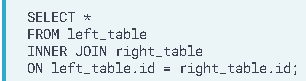 SELECT *
FROM left_table
INNER JOIN right_table
ON left_table.id = right_table.id;